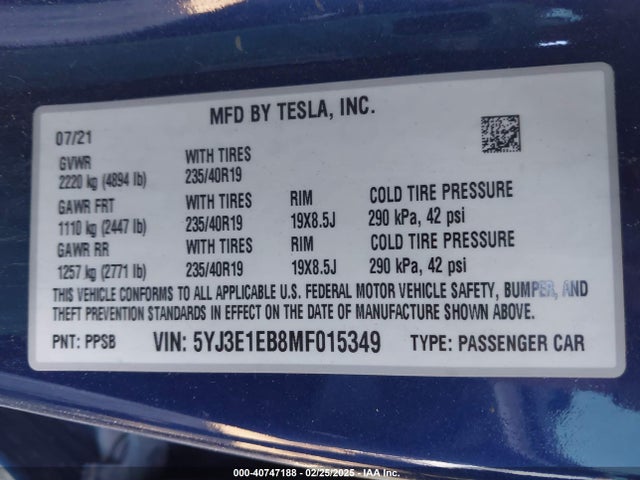 MFD BY TESLA, INC.
07/21
GVWR WITH TIRES
2220 kg (4894 lb) 235/40R19
GAWR FRT WITH TIRES RIM COLD TIRE PRESSURE
1110 kg (2447 lb) 235/40R19 19X8.5J 290 kPa, 42 psi
GAWR RR WITH TIRES RIM COLD TIRE PRESSURE
1257 kg (2771 lb) 235/40R19 19X8.5J 290 kPa, 42 psi
THIS VEHICLE CONFORMS TO ALL APPLICABLE U.S. FEDERAL MOTOR VEHICLE SAFETY, BUMPER, AND
THEFT PREVENTION STANDARDS IN EFFECT ON THE DATE OF MANUFACTURE SHOWN ABOVE.
PNT: PPSB VIN: 5YJ3E1EB8MF015349 TYPE: PASSENGER CAR
000-40747188 - 02/25/2025 - IAA Inc.